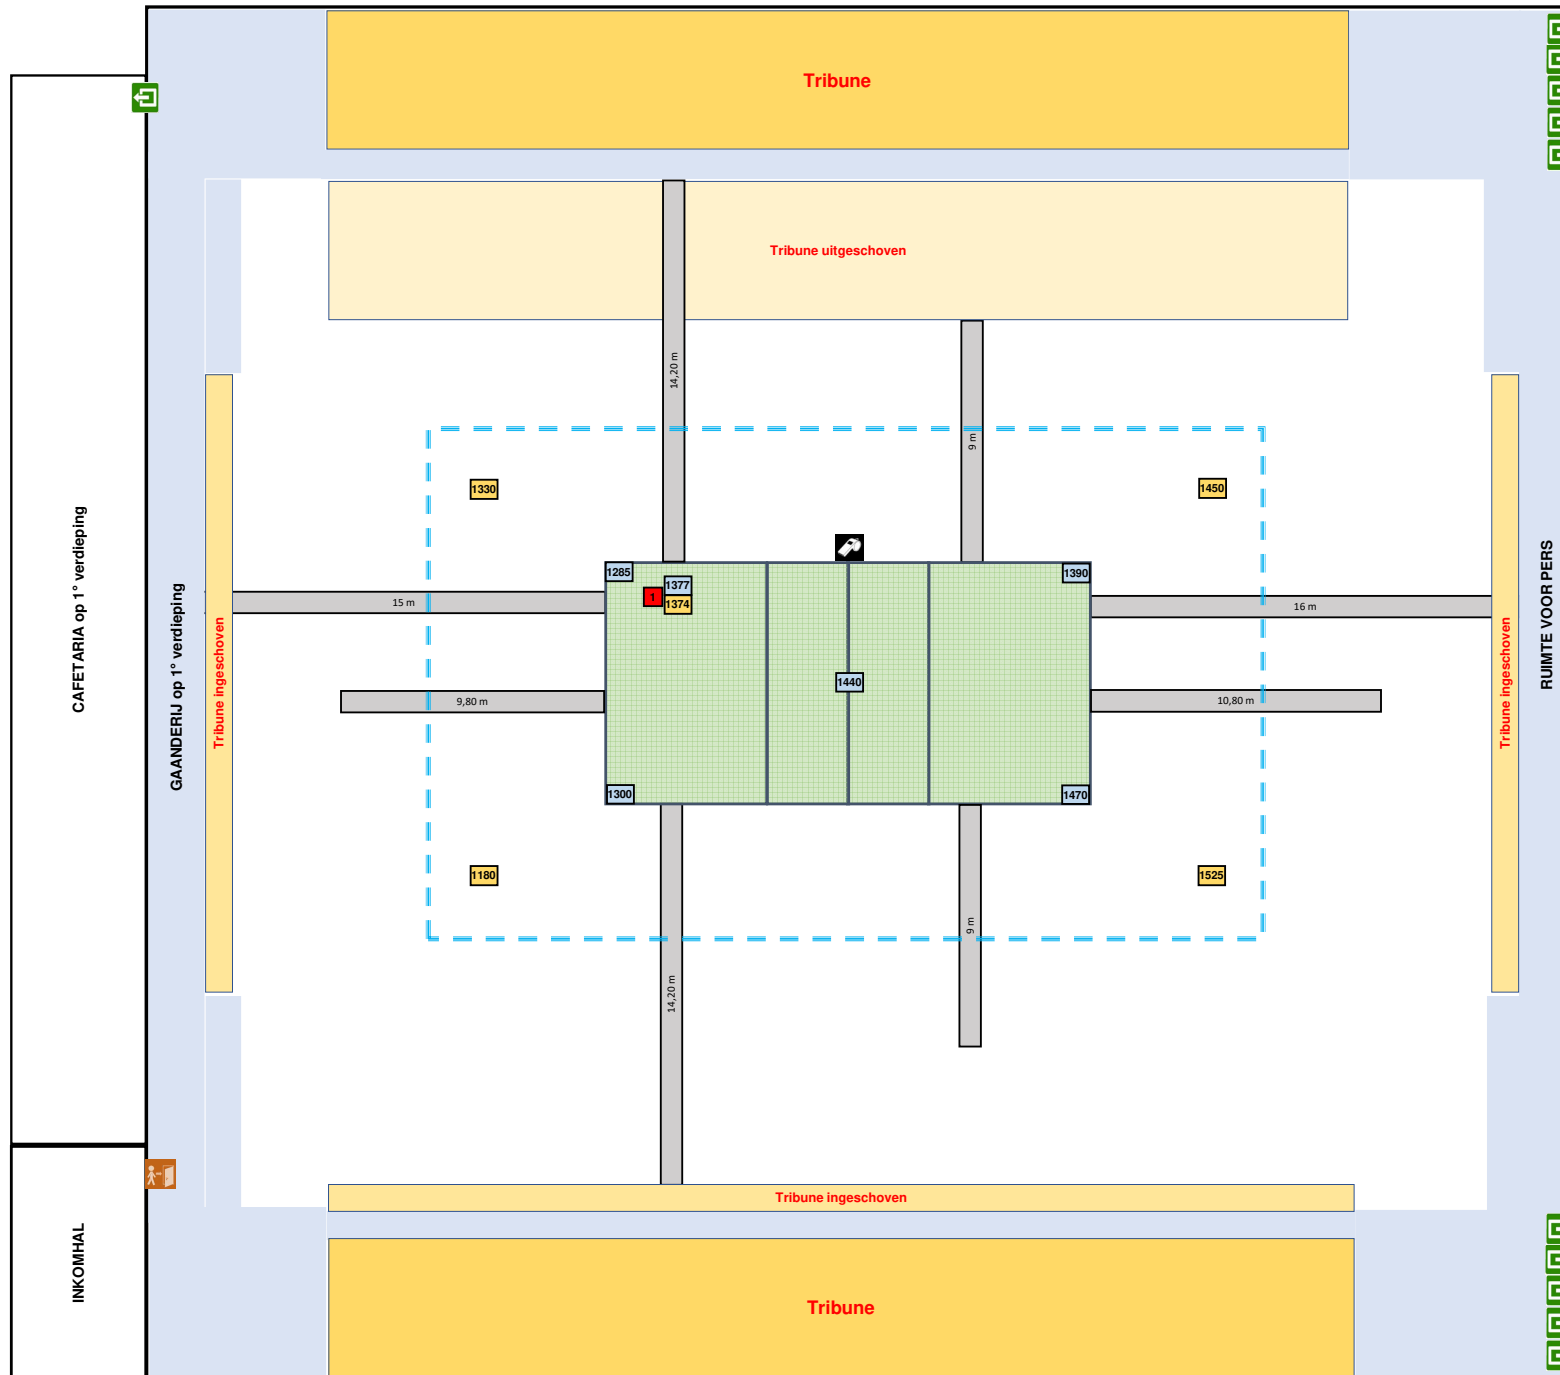 Tribune
Tribune uitgeschoven
14,20 m
9 m
1330
1450
CAFETARIA op 1° verdieping
GAANDERIJ op 1° verdieping
Tribune ingeschoven
15 m
9,80 m
1285
1377
1
1374
1390
1440
1300
1470
16 m
10,80 m
Tribune ingeschoven
RUIMTE VOOR PERS
1180
1525
14,20 m
9 m
Tribune ingeschoven
INKOMHAL
Tribune